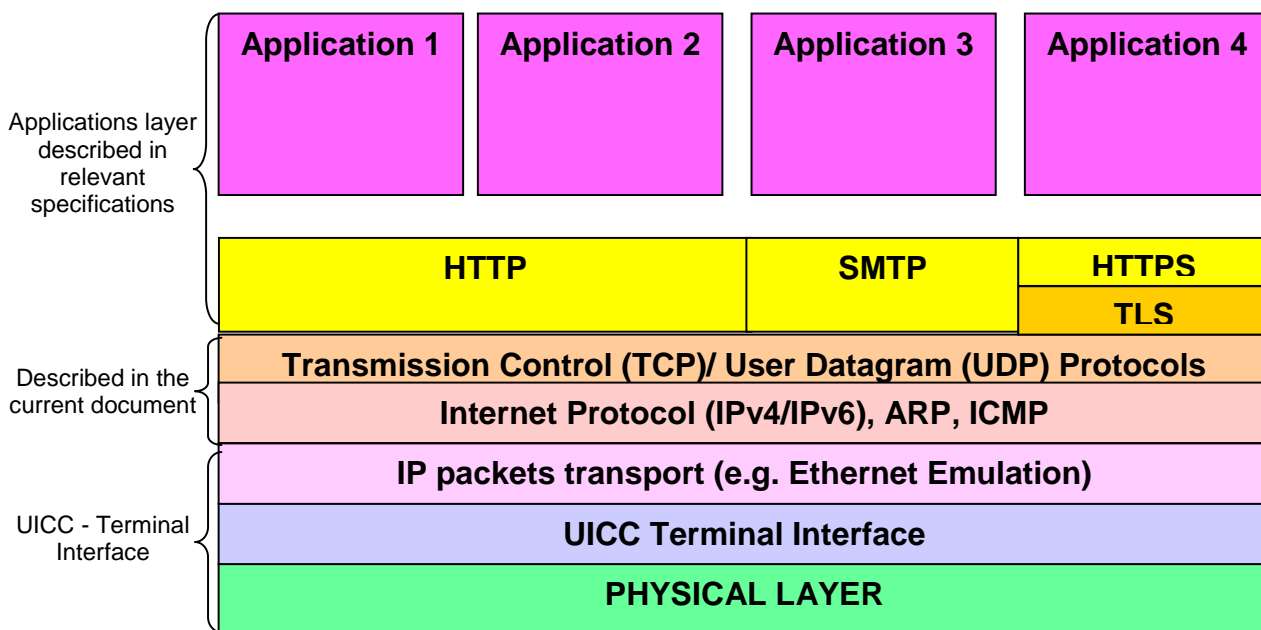 Application 1
Application 2
Application 3
Application 4
Applications layer
described in
relevant
specifications
HTTP
SMTP
HTTPS
TLS
Described in the
current document
Transmission Control (TCP)/ User Datagram (UDP) Protocols
Internet Protocol (IPv4/IPv6), ARP, ICMP
UICC - Terminal
Interface
IP packets transport (e.g. Ethernet Emulation)
UICC Terminal Interface
PHYSICAL LAYER